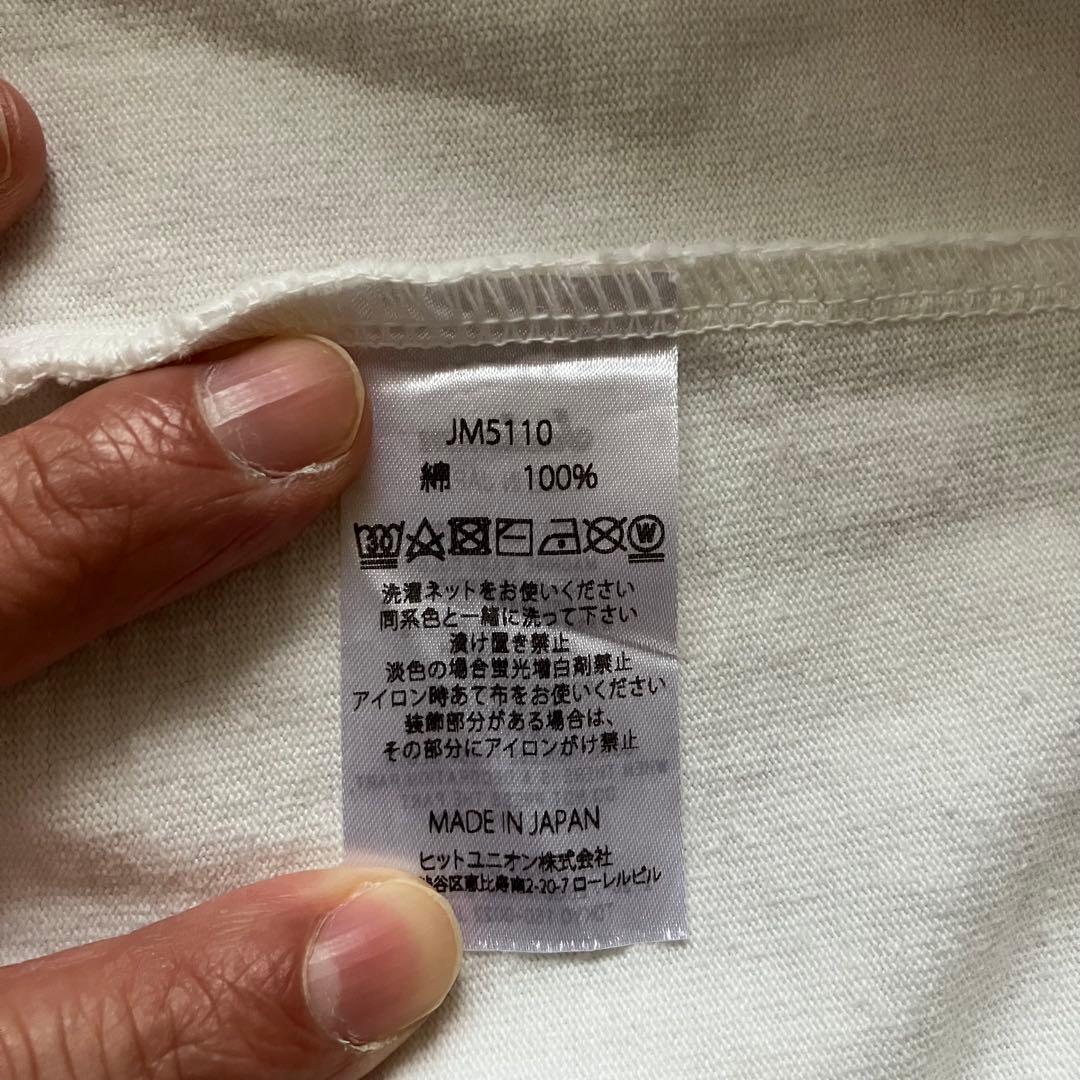 JM5110
綿 100%
30 W
洗濯ネットをお使いください
同系色と一緒に洗って下さい
漬け置き禁止
淡色の場合蛍光増白剤禁止
アイロン時あて布をお使いください
装飾部分がある場合は、
その部分にアイロンがけ禁止
MADE IN JAPAN
ヒットユニオン株式会社
谷区恵比寿南2-20-7 ローレルビル